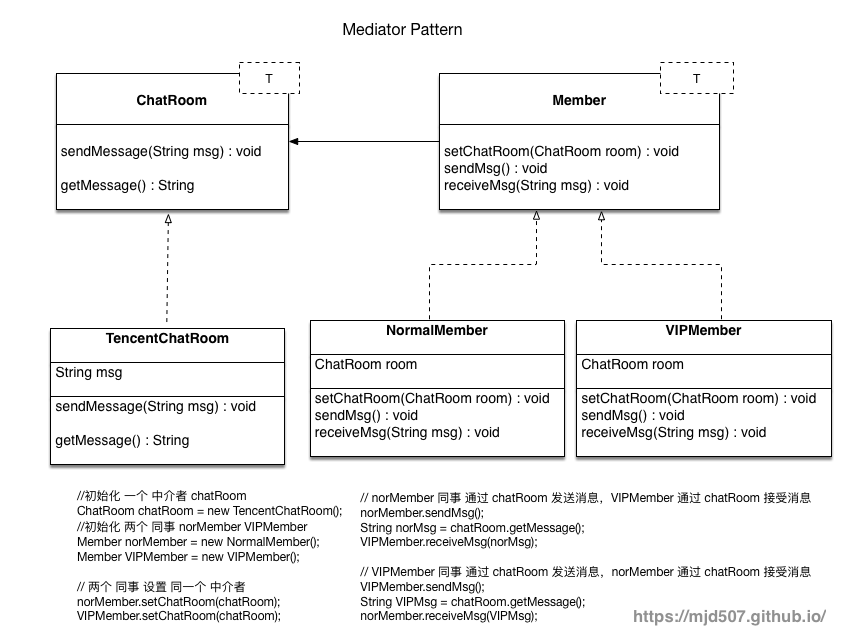 Mediator Pattern
T
ChatRoom
sendMessage(String msg) : void
getMessage() : String
T
Member
setChatRoom(ChatRoom room) : void
sendMsg() : void
receiveMsg(String msg) : void
TencentChatRoom
String msg
sendMessage(String msg) : void
getMessage() : String
NormalMember
ChatRoom room
setChatRoom(ChatRoom room) : void
sendMsg() : void
receiveMsg(String msg) : void
VIPMember
ChatRoom room
setChatRoom(ChatRoom room) : void
sendMsg() : void
receiveMsg(String msg) : void
//初始化 一个 中介者 chatRoom
ChatRoom chatRoom = new TencentChatRoom();
//初始化 两个 同事 norMember VIPMember
Member norMember = new NormalMember();
Member VIPMember = new VIPMember();
// 两个 同事 设置 同一个 中介者
norMember.setChatRoom(chatRoom);
VIPMember.setChatRoom(chatRoom);
// norMember 同事 通过 chatRoom 发送消息，VIPMember 通过 chatRoom 接受消息
norMember.sendMsg();
String norMsg = chatRoom.getMessage();
VIPMember.receiveMsg(norMsg);
// VIPMember 同事 通过 chatRoom 发送消息，norMember 通过 chatRoom 接受消息
VIPMember.sendMsg();
String VIPMsg = chatRoom.getMessage();
norMember.receiveMsg(VIPMsg);
https://mjd507.github.io/